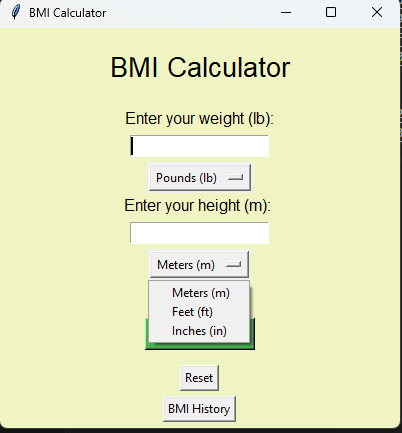 BMI Calculator
BMI Calculator
Enter your weight (lb):
Pounds (lb)
Enter your height (m):
Meters (m)
Meters (m)
Feet (ft)
Inches (in)
Reset
BMI History